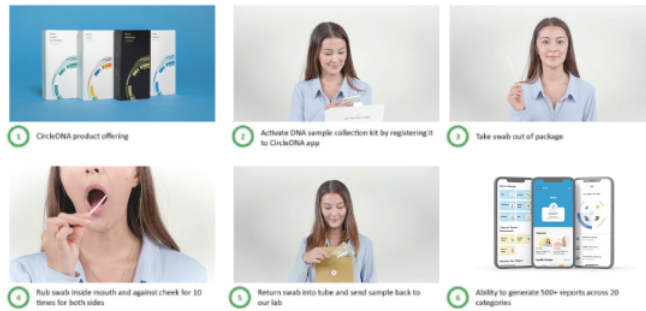 1 CircleDNA product offering
2 Activate DNA sample collection kit by registering it
to CircleDNA app
3 Take swab out of package
4 Rub swab inside mouth and against cheek for 10
times for both sides
5 Return swab into tube and send sample back to
our lab
6 Ability to generate 500+ reports across 20
categories